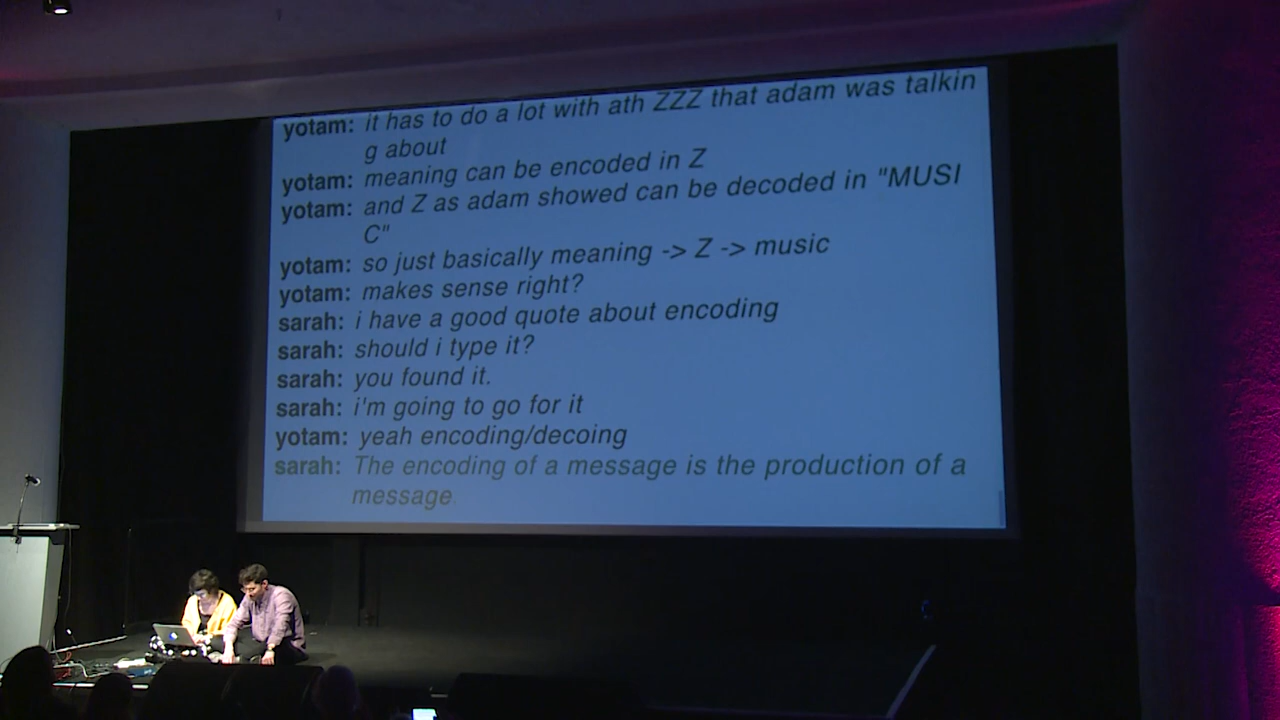 yotam: it has to do a lot with ath ZZZ that adam was talkin
g about
yotam: meaning can be encoded in Z
yotam: and Z as adam showed can be decoded in "MUSI
C"
yotam: so just basically meaning -> Z -> music
yotam: makes sense right?
sarah: i have a good quote about encoding
sarah: should i type it?
sarah: you found it.
sarah: i'm going to go for it
yotam: yeah encoding/decoing
sarah: The encoding of a message is the production of a
message.